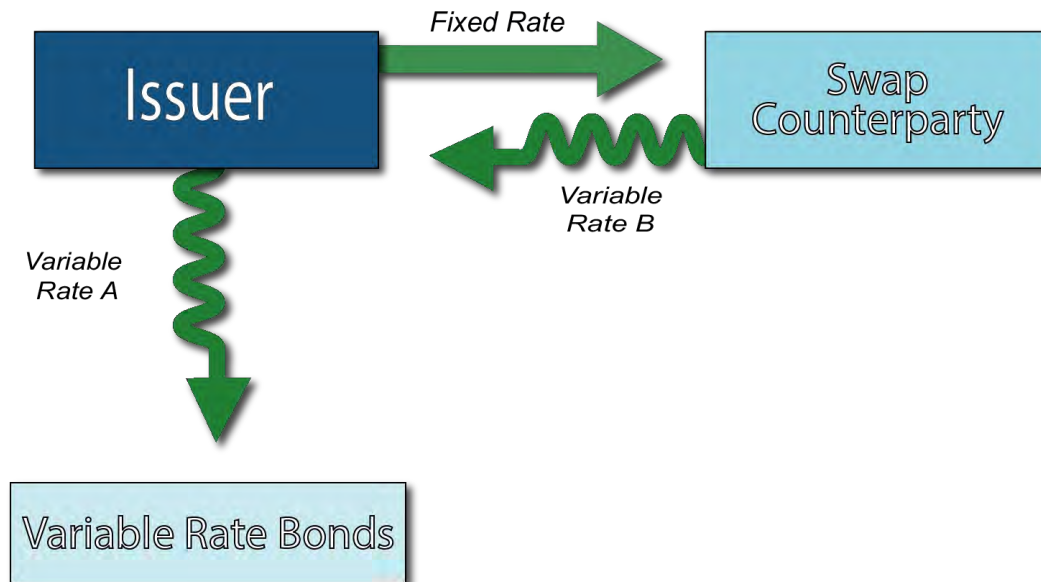 Fixed Rate
Issuer
Swap
Counterparty
Variable
Rate B
Variable
Rate A
Variable Rate Bonds